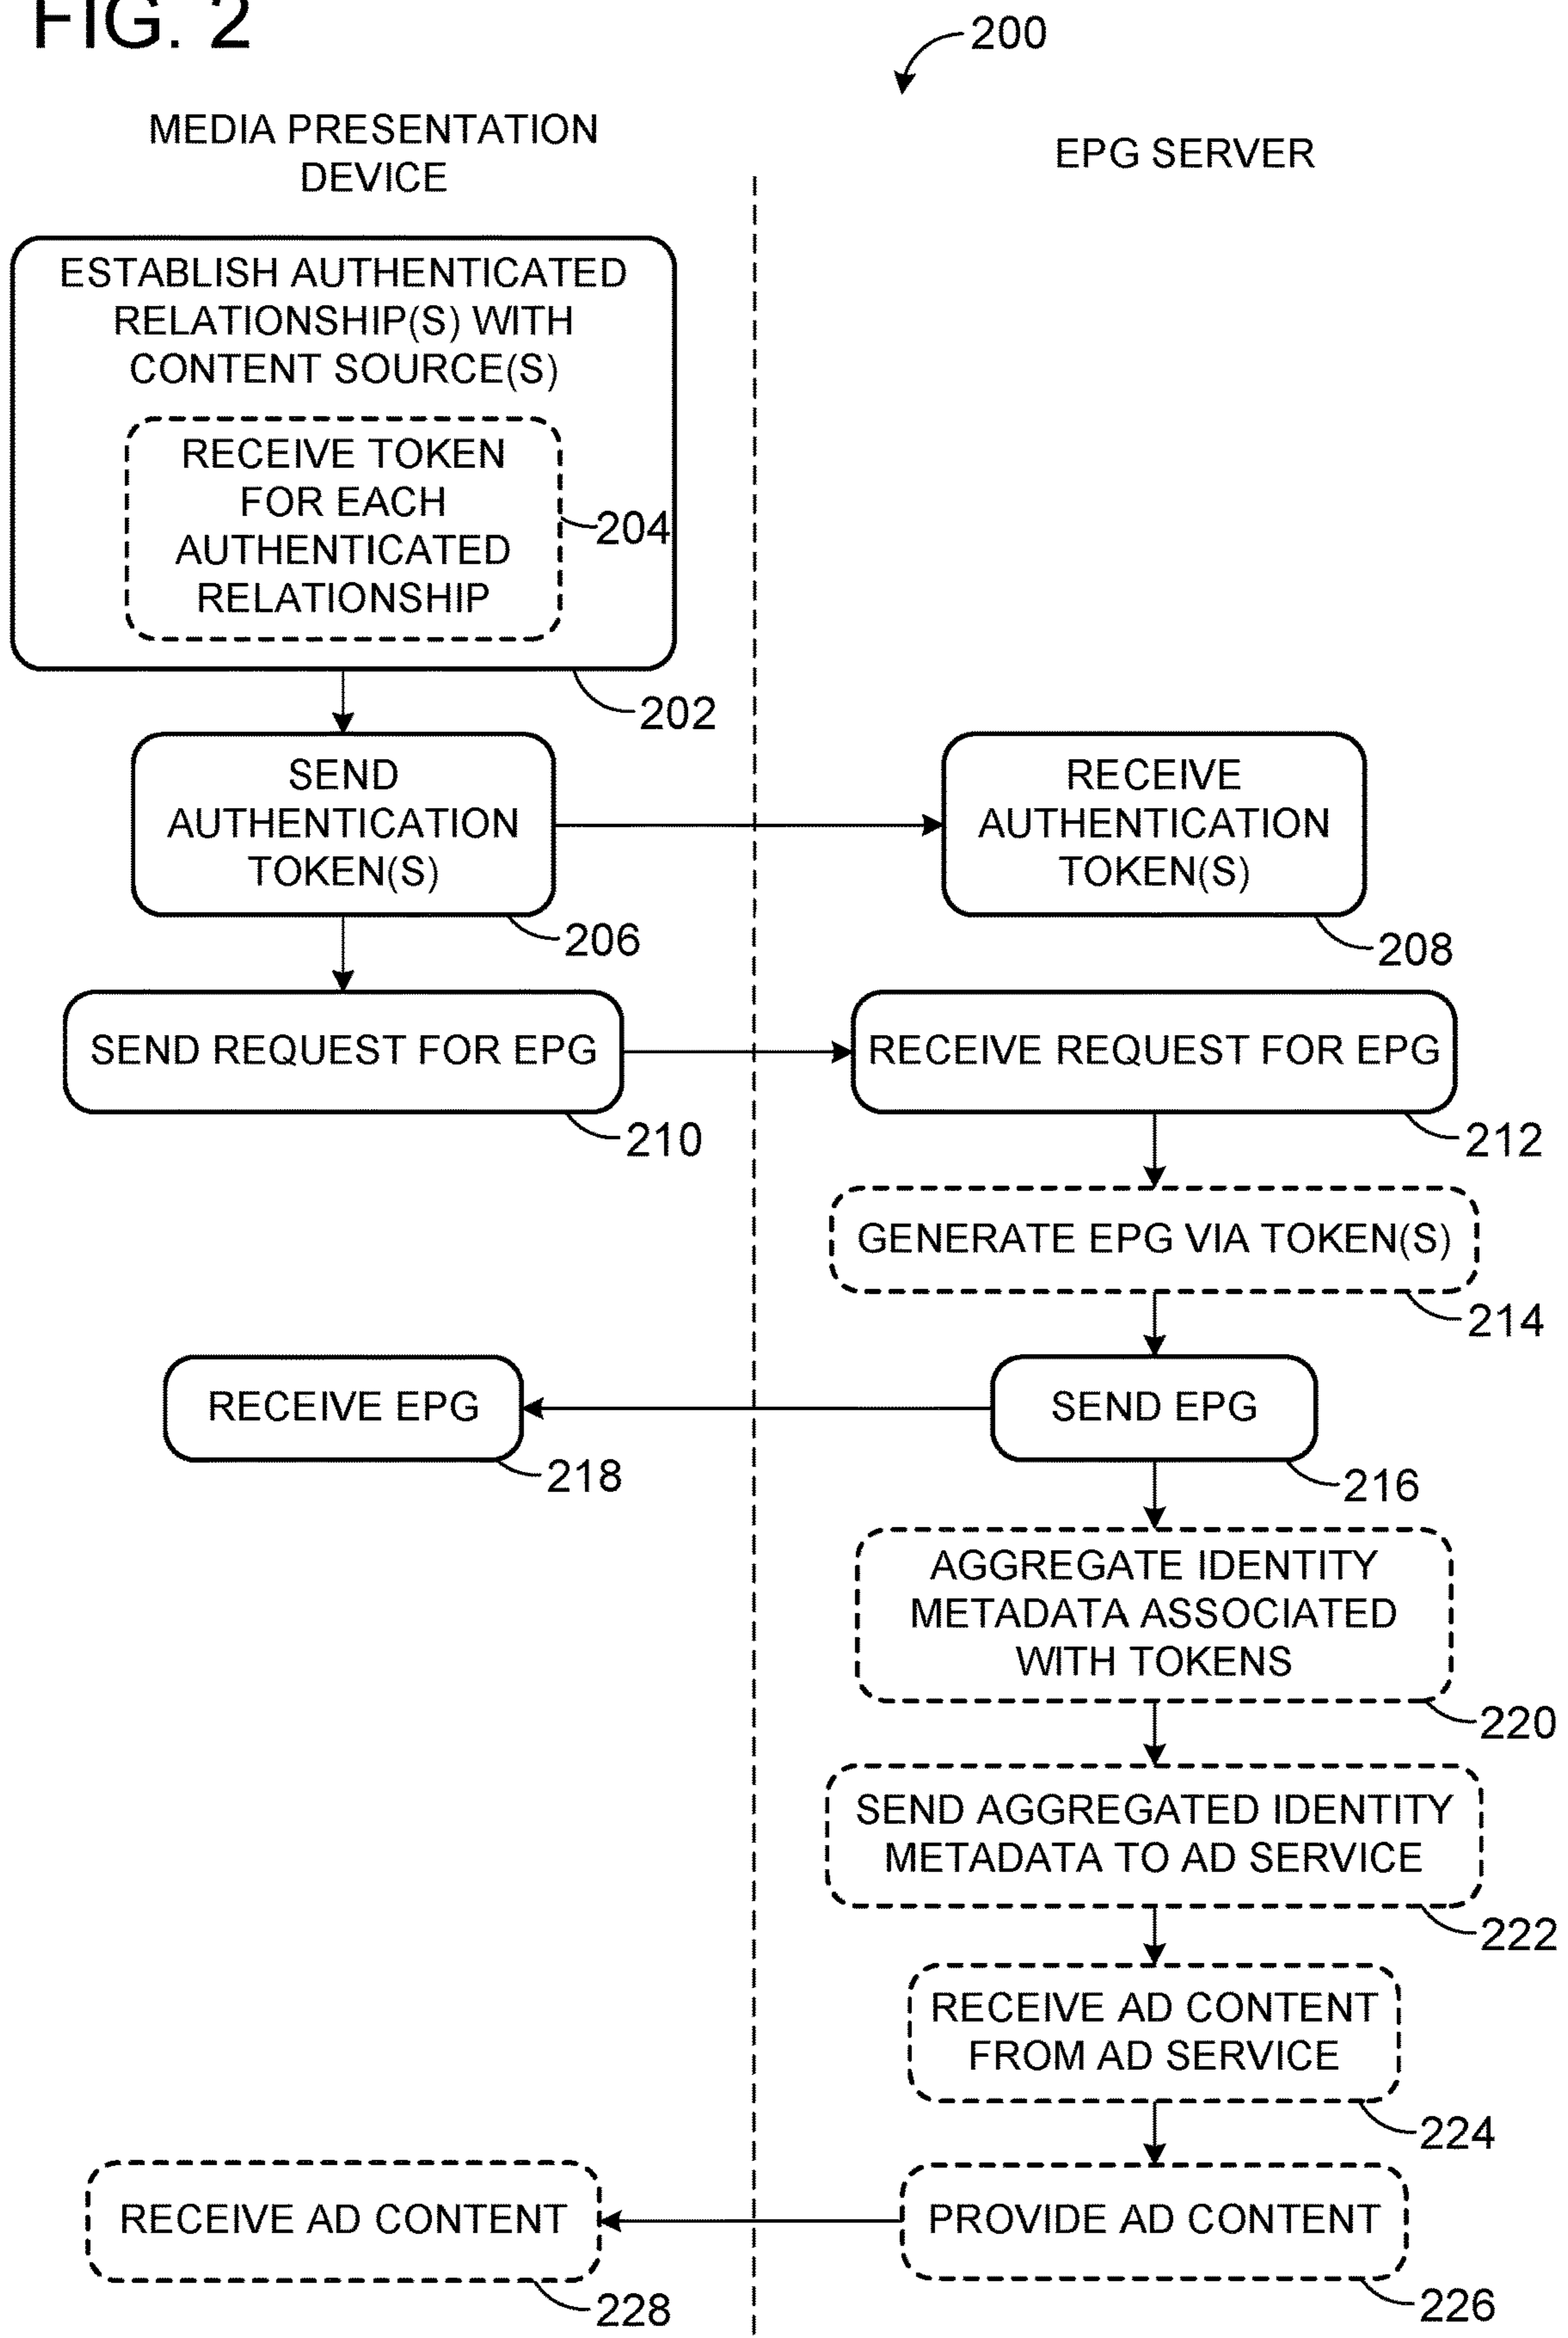 FIG. 2
200
MEDIA PRESENTATION
DEVICE
EPG SERVER
ESTABLISH AUTHENTICATED
RELATIONSHIP(S) WITH
CONTENT SOURCE(S)
RECEIVE TOKEN
FOR EACH
AUTHENTICATED
RELATIONSHIP
204
202
SEND
AUTHENTICATION
TOKEN(S)
206
RECEIVE
AUTHENTICATION
TOKEN(S)
208
SEND REQUEST FOR EPG
210
RECEIVE REQUEST FOR EPG
212
GENERATE EPG VIA TOKEN(S)
214
SEND EPG
216
RECEIVE EPG
218
AGGREGATE IDENTITY
METADATA ASSOCIATED
WITH TOKENS
220
SEND AGGREGATED IDENTITY
METADATA TO AD SERVICE
222
RECEIVE AD CONTENT
FROM AD SERVICE
224
PROVIDE AD CONTENT
226
RECEIVE AD CONTENT
228